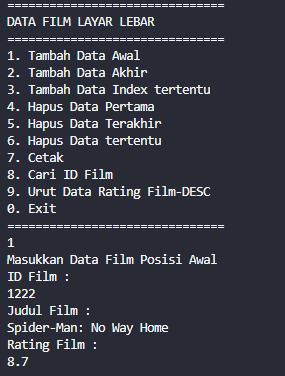 ===============================
DATA FILM LAYAR LEBAR
===============================
1. Tambah Data Awal
2. Tambah Data Akhir
3. Tambah Data Index tertentu
4. Hapus Data Pertama
5. Hapus Data Terakhir
6. Hapus Data tertentu
7. Cetak
8. Cari ID Film
9. Urut Data Rating Film-DESC
0. Exit
===============================
1
Masukkan Data Film Posisi Awal
ID Film :
1222
Judul Film :
Spider-Man: No Way Home
Rating Film :
8.7